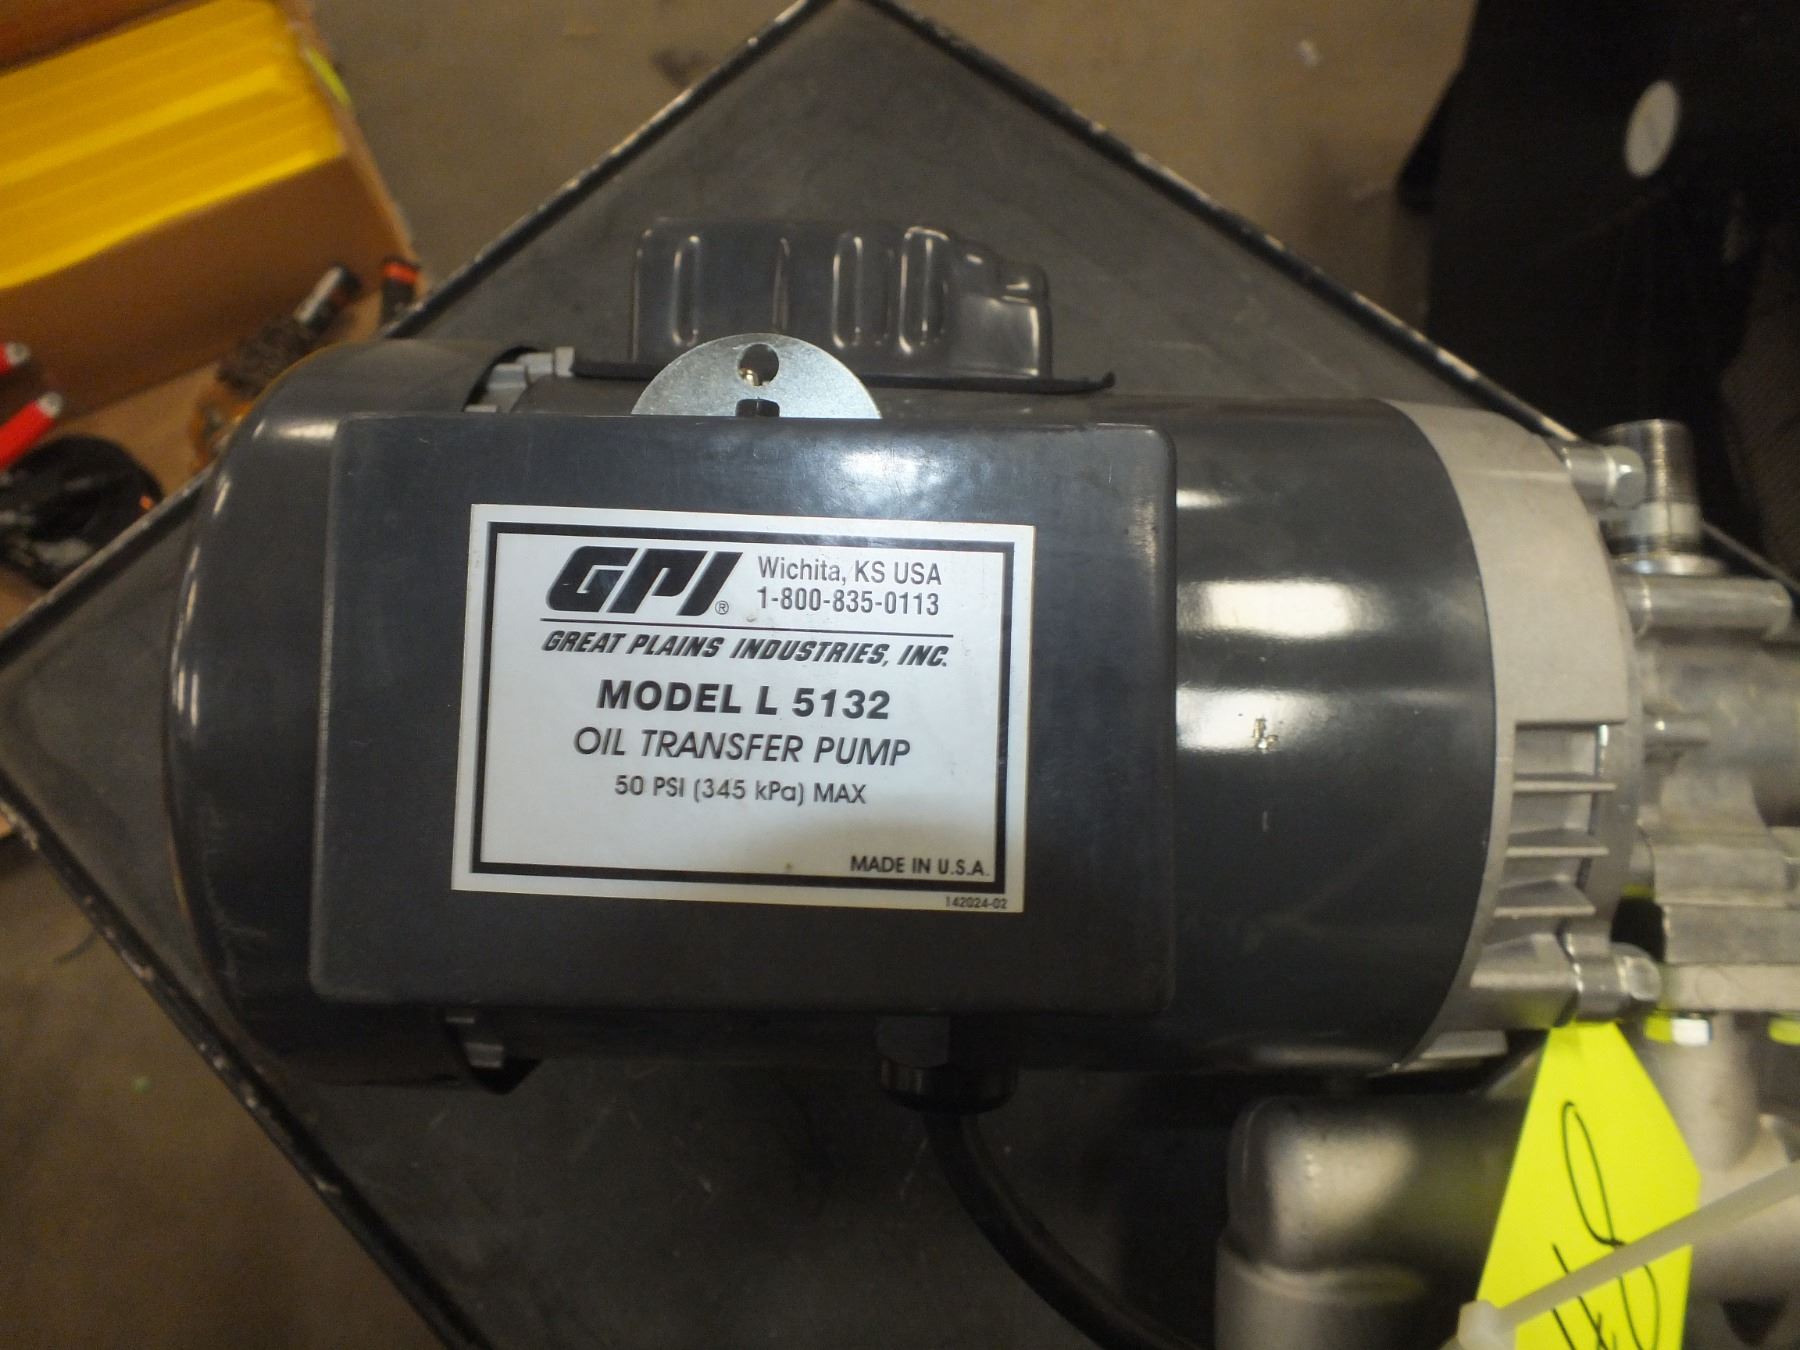 GPI® Wichita, KS USA
1-800-835-0113
GREAT PLAINS INDUSTRIES, INC.
MODEL L 5132
OIL TRANSFER PUMP
50 PSI (345 kPa) MAX
MADE IN U.S.A.
142024-02